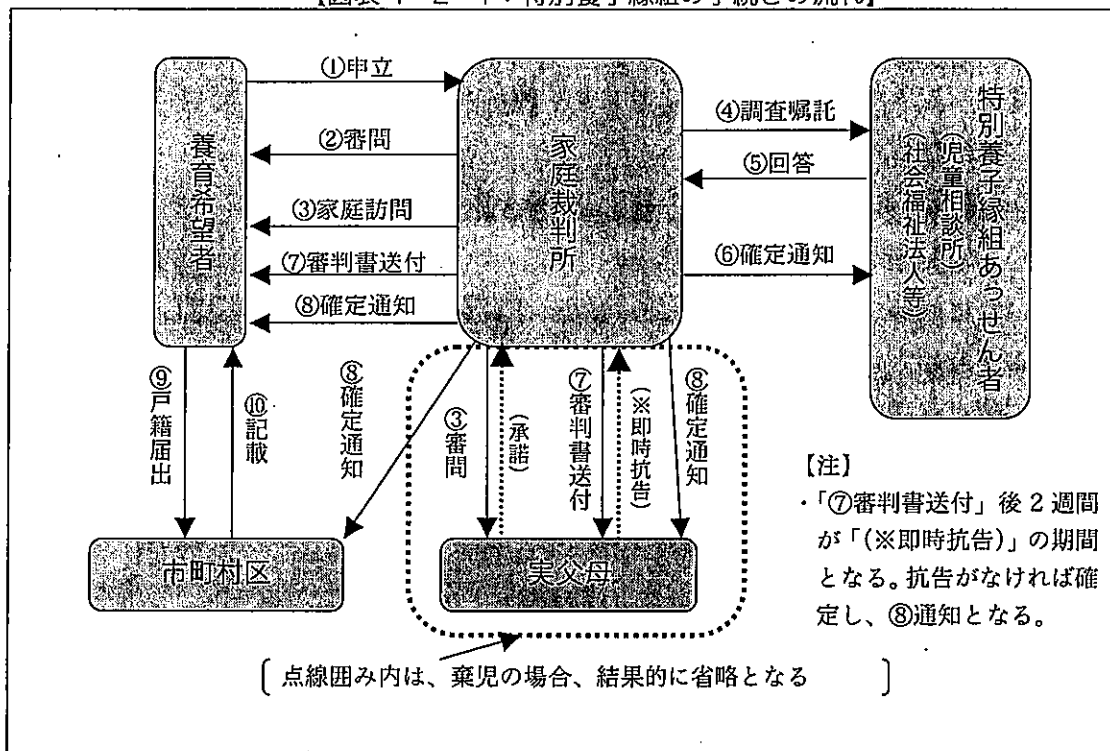 ①申立
②審問
③家庭訪問
⑦審判書送付
⑧確定通知
養育希望者
家庭裁判所
④調査嘱託
⑤回答
⑥確定通知
特別養子縁組あっせん者
(児童相談所)
(社会福祉法人等)
⑨戸籍届出
⑩記載
⑧確定通知
③審問
(承諾)
⑦審判書送付
(※即時抗告)
⑧確定通知
市町村区
実父母
【注】
・「⑦審判書送付」後2週間
が「(※即時抗告)」の期間
となる。抗告がなければ確
定し、⑧通知となる。
[点線囲み内は、棄児の場合、結果的に省略となる]